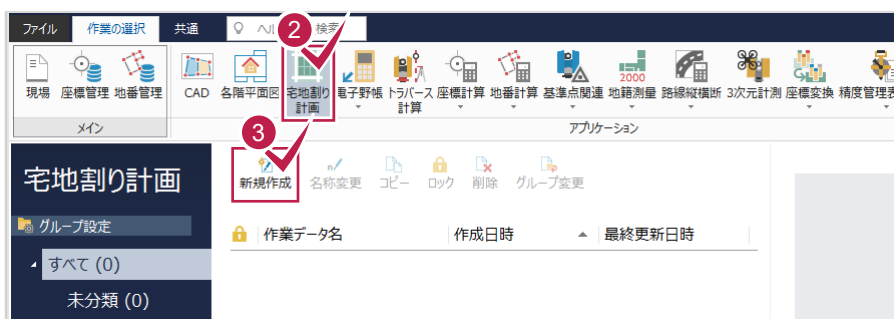 ファイル 作業の選択 共通 ヘル 検索
2
現場 座標管理 地番管理 CAD 各階平面図 宅地割り計画 電子野帳 トラバース計算 座標計算 地番計算 基準点関連 2000 地籍測量 路線縦横断 3次元計測 座標変換 精度管理表
メイン アプリケーション
3
宅地割り計画 新規作成 名称変更 コピー ロック 削除 グループ変更
グループ設定 作業データ名 作成日時 最終更新日時
すべて (0)
未分類 (0)